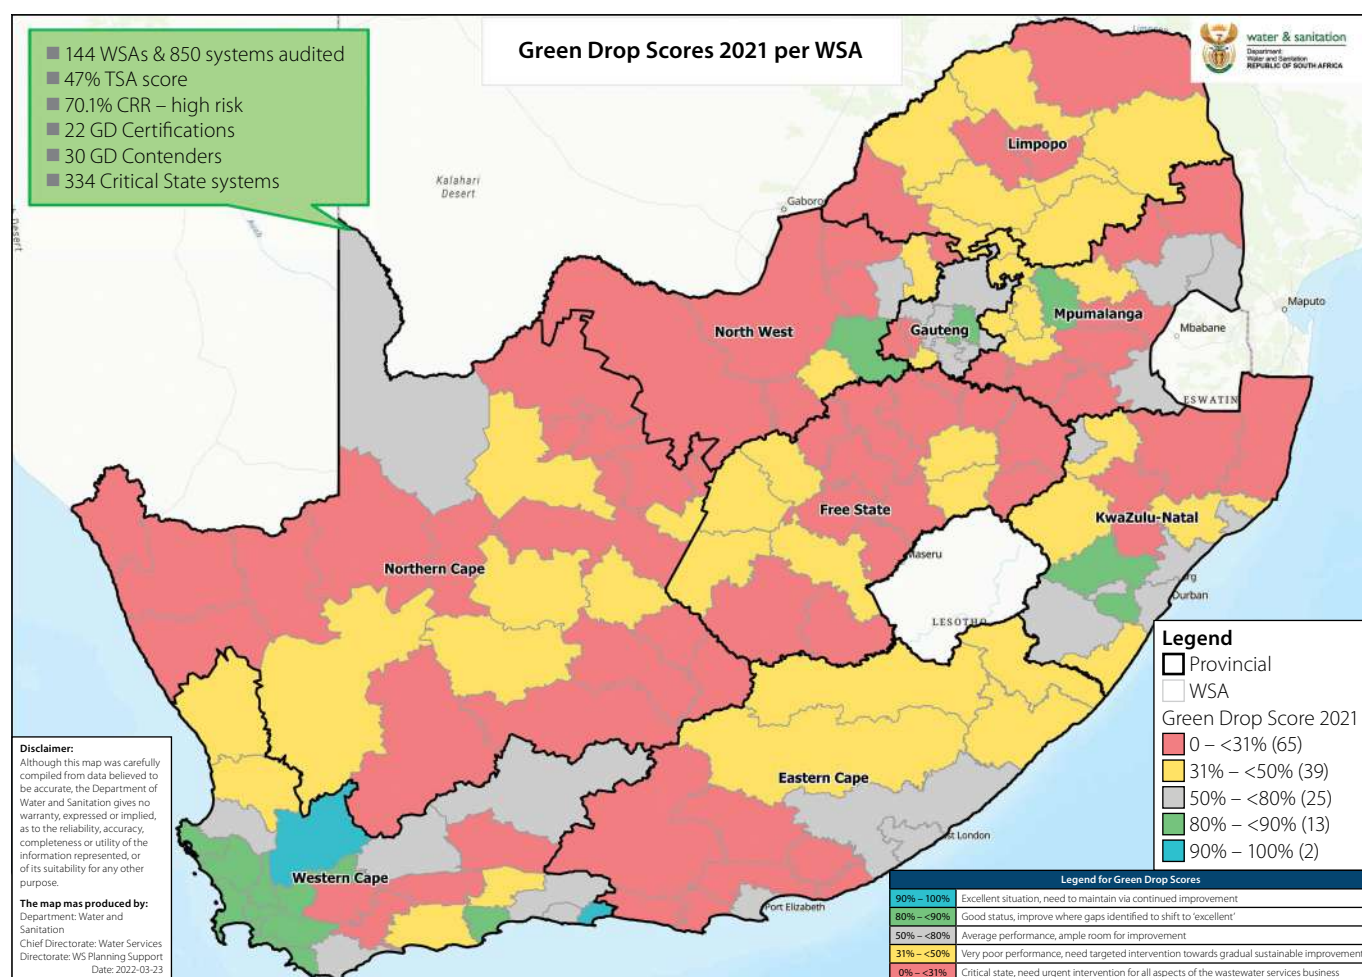 ■ 144 WSAs & 850 systems audited
■ 47% TSA score
■ 70.1% CRR – high risk
■ 22 GD Certifications
■ 30 GD Contenders
■ 334 Critical State systems
Green Drop Scores 2021 per WSA
water & sanitation
Department:
Water and Sanitation
REPUBLIC OF SOUTH AFRICA
Kalahari
Desert
Gaboro
Limpopo
North West
Gauteng
Mpumalanga
Maputo
Mbabane
ESWATIN
Free State
KwaZulu-Natal
Northern Cape
Maseru
LESOTHO
rg
Durban
Eastern Cape
st London
Western Cape
Port Elizabeth
Legend
Provincial
WSA
Green Drop Score 2021
0 – <31% (65)
31% – <50% (39)
50% – <80% (25)
80% – <90% (13)
90% – 100% (2)
Disclaimer:
Although this map was carefully
compiled from data believed to
be accurate, the Department of
Water and Sanitation gives no
warranty, expressed or implied,
as to the reliability, accuracy,
completeness or utility of the
information represented, or
of its suitability for any other
purpose.
The map mas produced by:
Department: Water and
Sanitation
Chief Directorate: Water Services
Directorate: WS Planning Support
Date: 2022-03-23
Legend for Green Drop Scores
90% – 100% Excellent situation, need to maintain via continued improvement
80% – <90% Good status, improve where gaps identified to shift to 'excellent'
50% – <80% Average performance, ample room for improvement
31% – <50% Very poor performance, need targeted intervention towards gradual sustainable improvement
0% – <31% Critical state, need urgent intervention for all aspects of the wastewater services business